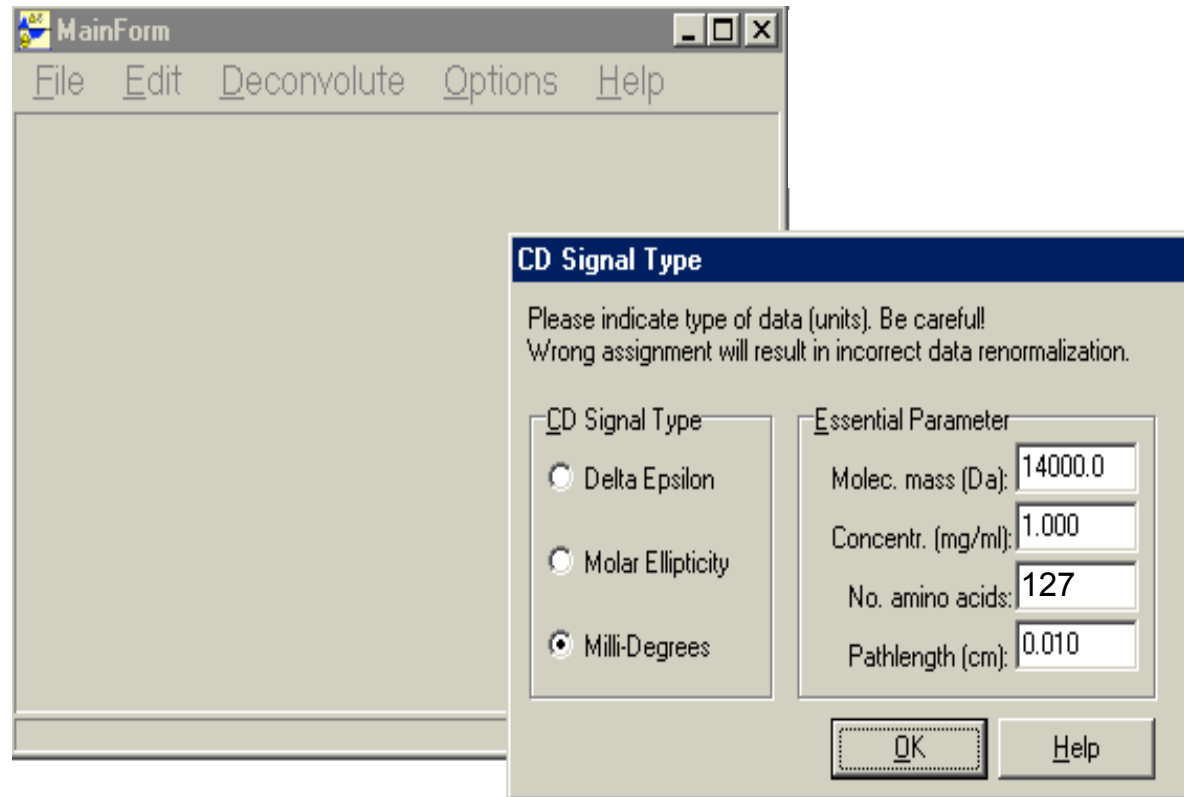 MainForm
File Edit Deconvolute Options Help
CD Signal Type
Please indicate type of data (units). Be careful!
Wrong assignment will result in incorrect data renormalization.
CD Signal Type
Delta Epsilon
Molar Ellipticity
Milli-Degrees
Essential Parameter
Molec. mass (Da): 14000.0
Concentr. (mg/ml): 1.000
No. amino acids: 127
Pathlength (cm): 0.010
OK Help